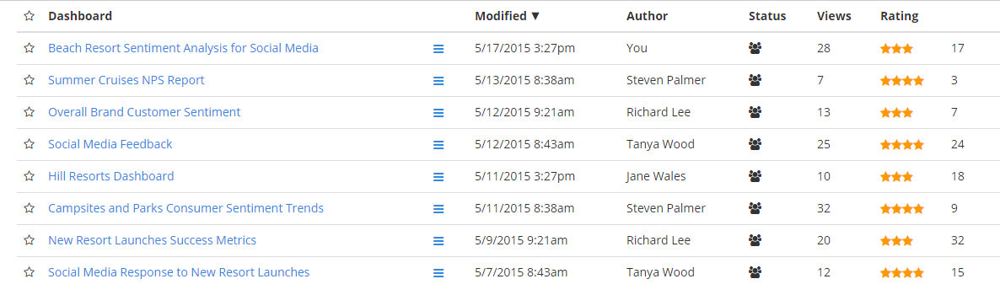 Dashboard Modified ▼ Author Status Views Rating
Beach Resort Sentiment Analysis for Social Media 5/17/2015 3:27pm You 28 17
Summer Cruises NPS Report 5/13/2015 8:38am Steven Palmer 7 3
Overall Brand Customer Sentiment 5/12/2015 9:21am Richard Lee 13 7
Social Media Feedback 5/12/2015 8:43am Tanya Wood 25 24
Hill Resorts Dashboard 5/11/2015 3:27pm Jane Wales 10 18
Campsites and Parks Consumer Sentiment Trends 5/11/2015 8:38am Steven Palmer 32 9
New Resort Launches Success Metrics 5/9/2015 9:21am Richard Lee 20 32
Social Media Response to New Resort Launches 5/7/2015 8:43am Tanya Wood 12 15